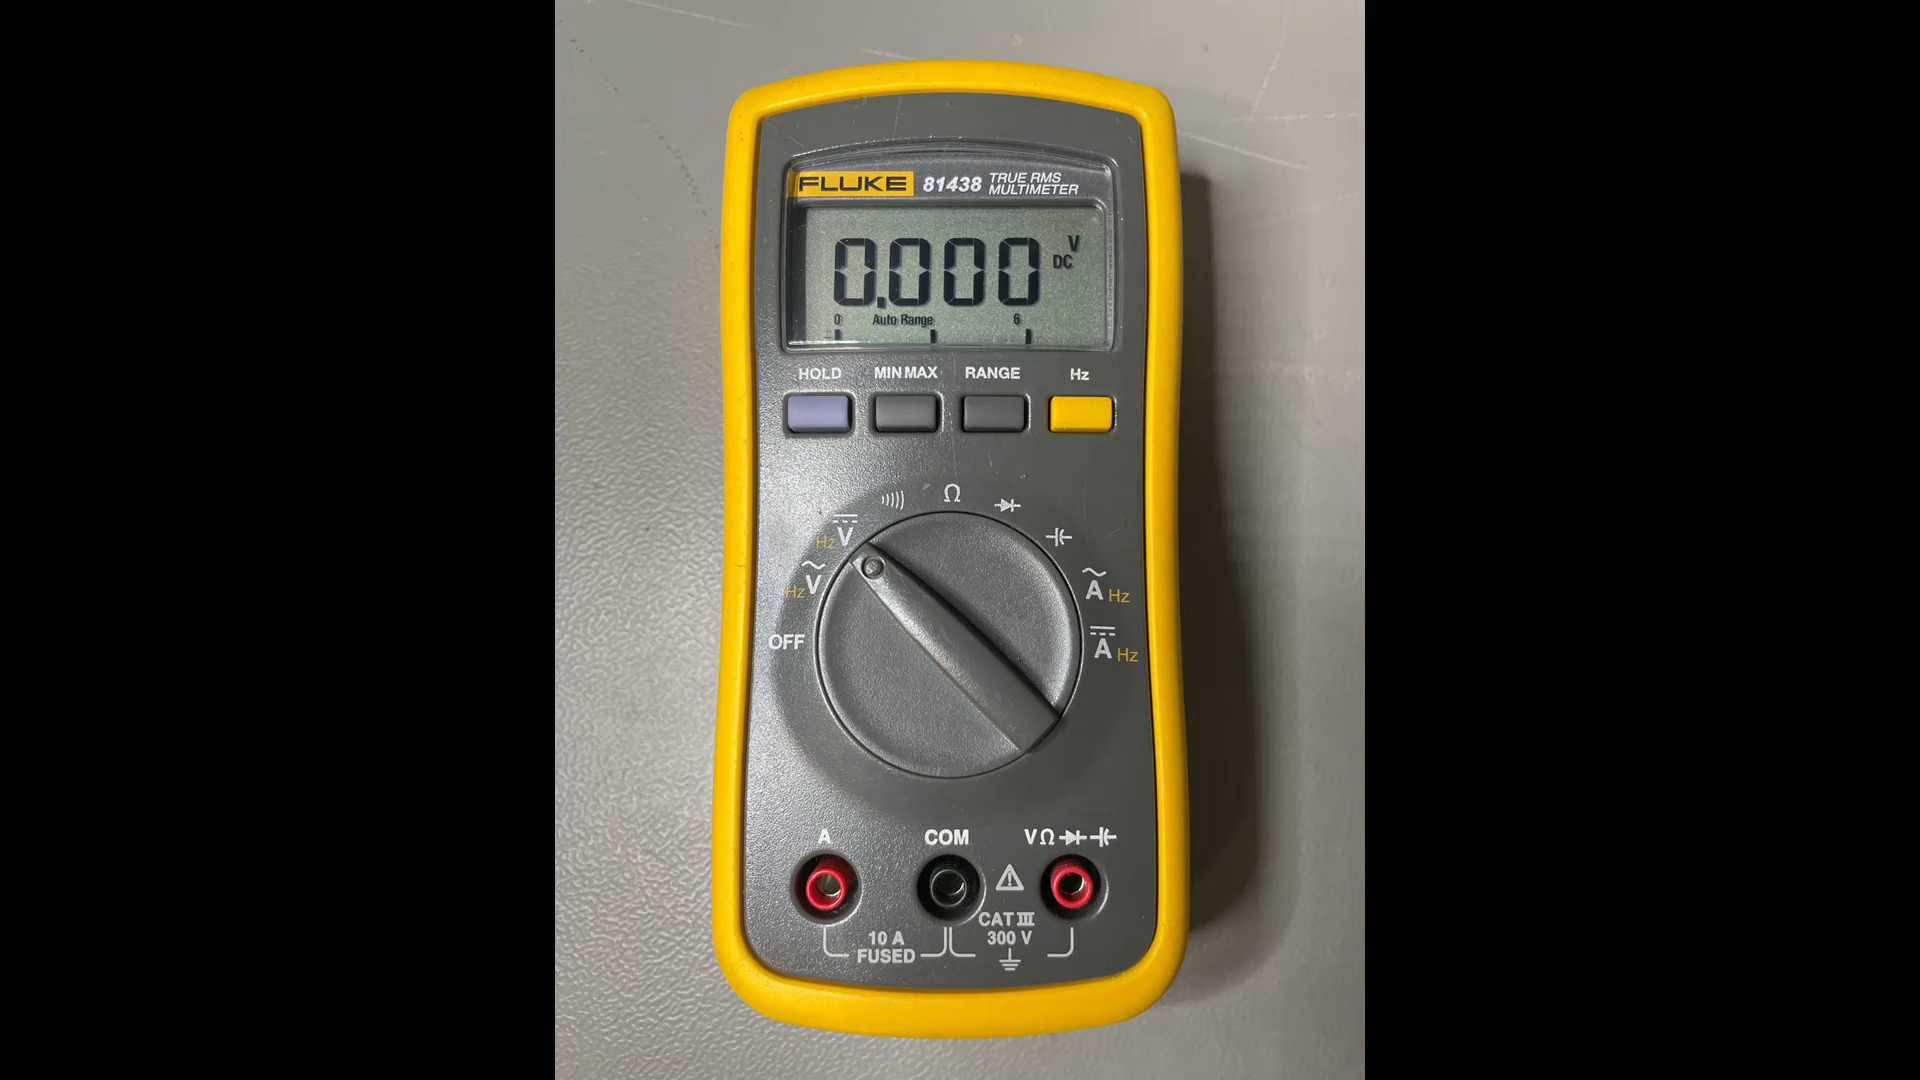 FLUKE 81438 TRUE RMS
MULTIMETER
0.000 V
DC
0 Auto Range 6
HOLD MIN MAX RANGE Hz
Ω
Hz V
Hz V
OFF
A Hz
A Hz
A COM VΩ
CAT III
10 A 300 V
FUSED